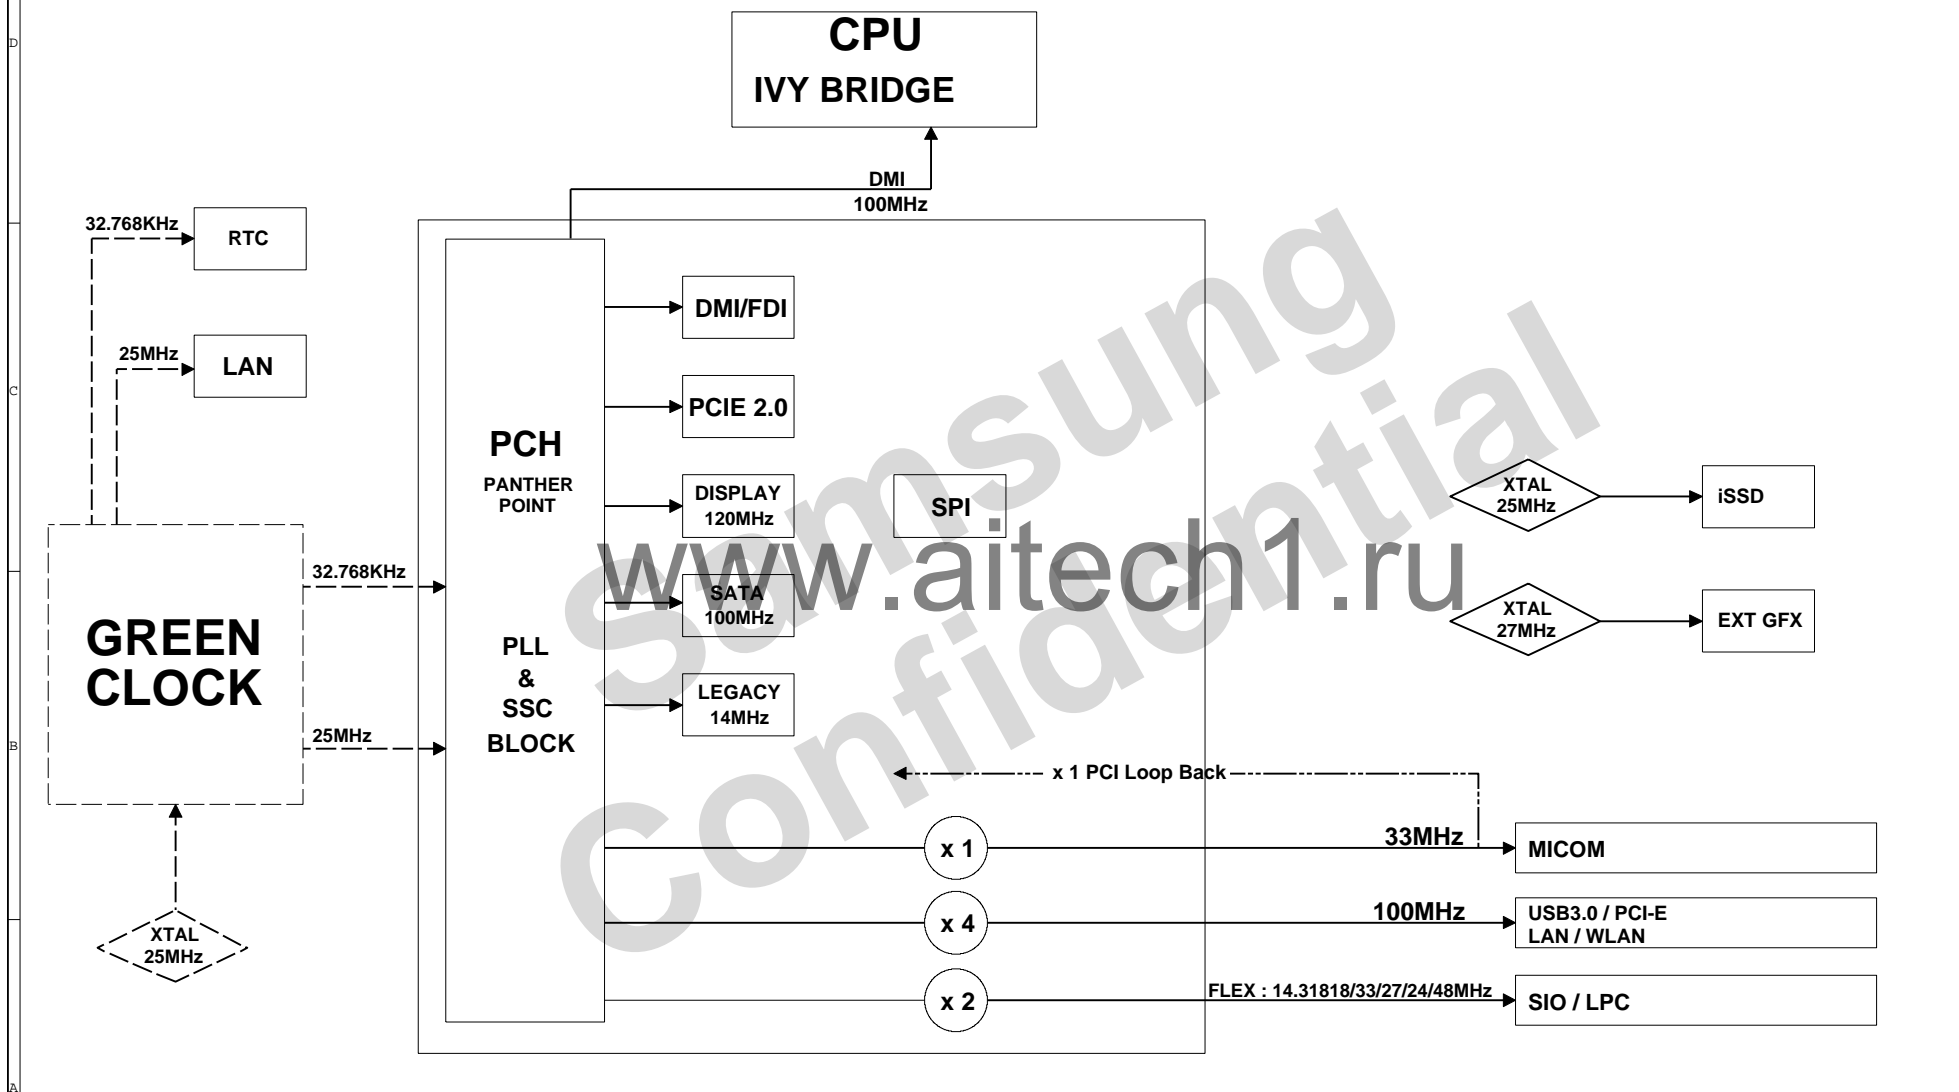 D
CPU
IVY BRIDGE
DMI
100MHz
32.768KHz
RTC
25MHz
LAN
C
DMI/FDI
PCIE 2.0
PCH
PANTHER
POINT
DISPLAY
120MHz
SPI
XTAL
25MHz
iSSD
www.aitech1.ru
Samsung
Confidential
32.768KHz
SATA
100MHz
XTAL
27MHz
EXT GFX
GREEN
CLOCK
PLL
&
SSC
BLOCK
LEGACY
14MHz
25MHz
B
x 1 PCI Loop Back
x 1
33MHz
MICOM
x 4
100MHz
USB3.0 / PCI-E
LAN / WLAN
XTAL
25MHz
x 2
FLEX : 14.31818/33/27/24/48MHz
SIO / LPC
A